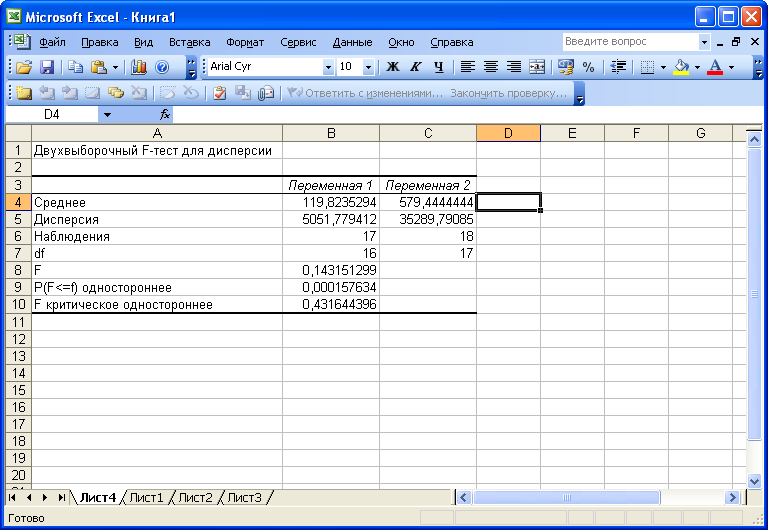 Microsoft Excel - Книга1
Файл Правка Вид Вставка Формат Сервис Данные Окно Справка Введите вопрос
Arial Cyr 10 Ж К Ч %
Ответить с изменениями... Закончить проверку...
D4 fx
A B C D E F G
1 Двухвыборочный F-тест для дисперсии
2
3 Переменная 1 Переменная 2
4 Среднее 119,8235294 579,4444444
5 Дисперсия 5051,779412 35289,79085
6 Наблюдения 17 18
7 df 16 17
8 F 0,143151299
9 P(F<=f) одностороннее 0,000157634
10 F критическое одностороннее 0,431644396
11
12
13
14
15
16
17
18
19
20
Лист4 Лист1 Лист2 Лист3
Готово